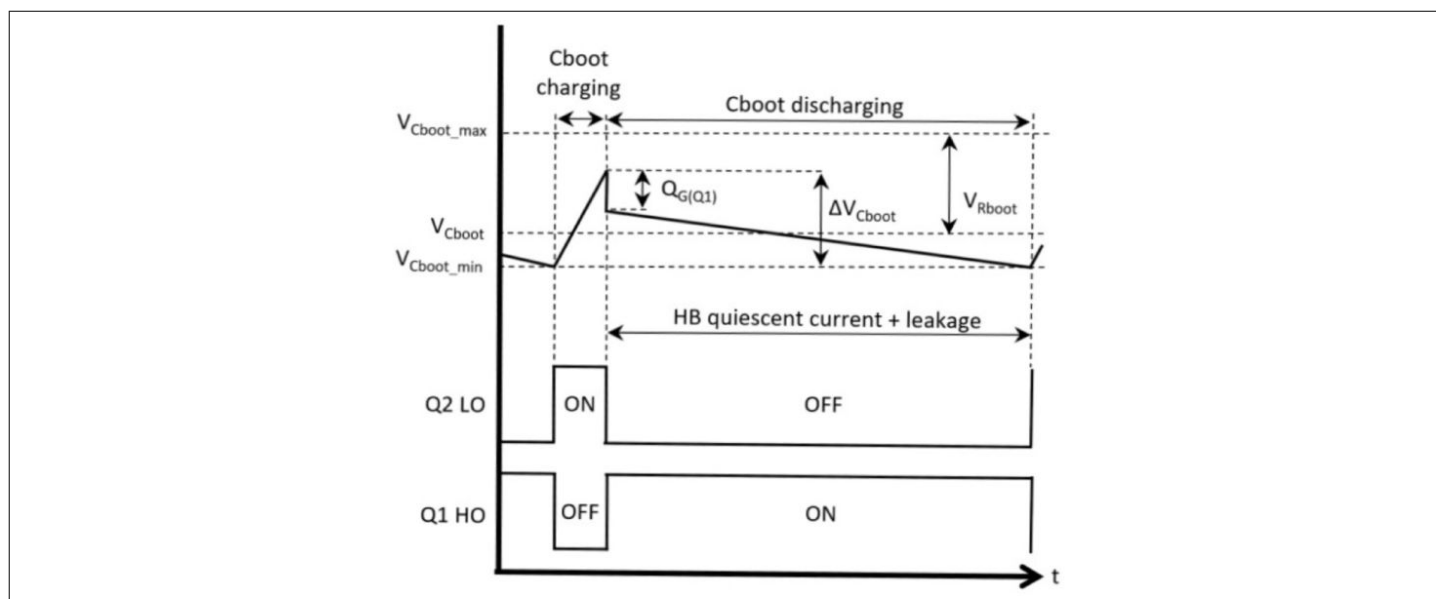 Cboot
charging
Cboot discharging
VCboot_max
QG(Q1)
ΔVCboot
VRboot
VCboot
VCboot_min
HB quiescent current + leakage
Q2 LO
ON
OFF
Q1 HO
OFF
ON
t